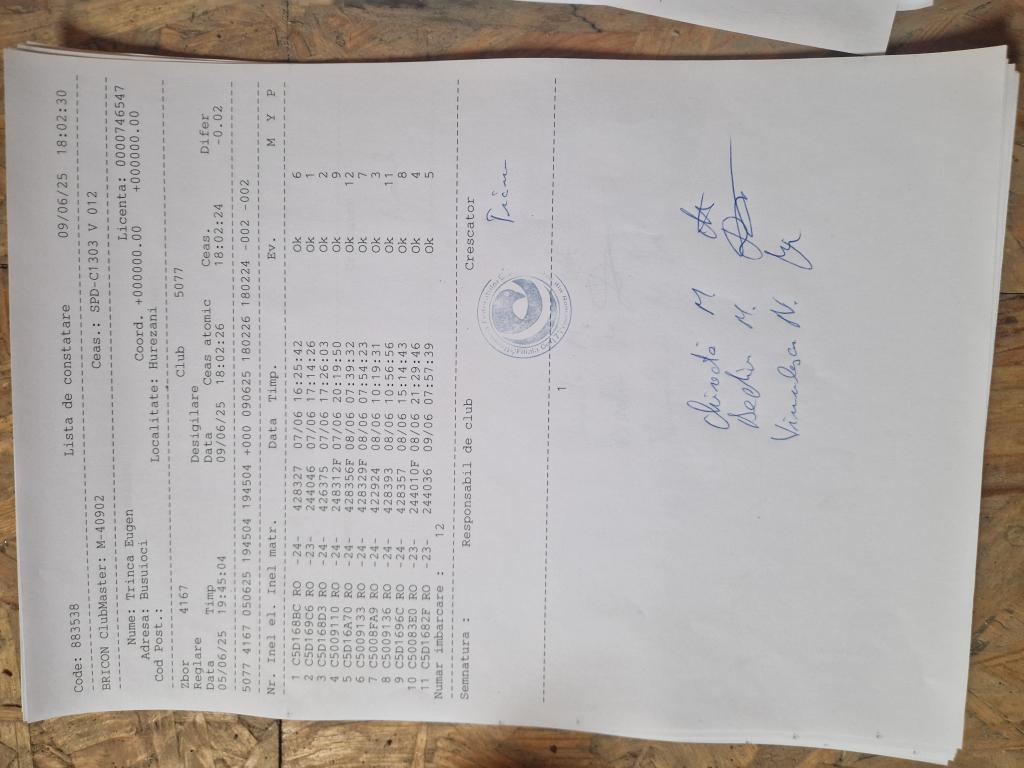 Lista de constatare 09/06/25 18:02:30
Code: 883538
BRICON ClubMaster: M-40902 Ceas.: SPD-C1303 V 012
Nume: Trinca Eugen Licenta: 0000746547
Adresa: Busuioci Coord. +000000.00 +000000.00
Cod Post.: Localitate: Hurezani
Zbor 4167 Club 5077
Reglare Desigilare
Data Timp Data Ceas atomic Ceas. Difer
05/06/25 19:45:04 09/06/25 18:02:26 18:02:24 -0.02
5077 4167 050625 194504 194504 +000 090625 180226 180224 -002 -002
Nr. Inel el. Inel matr. Data Timp. Ev. M Y P
1 C5D168BC RO -24- 428327 07/06 16:25:42 Ok 6
2 C5D169C6 RO -23- 244046 07/06 17:14:26 Ok 1
3 C5D168D3 RO -24- 426375 07/06 17:26:03 Ok 2
4 C5009110 RO -24- 248312F 07/06 20:19:50 Ok 9
5 C5D16A70 RO -24- 428356F 08/06 07:39:32 Ok 12
6 C5009133 RO -24- 428329F 08/06 07:54:23 Ok 7
7 C5008FA9 RO -24- 422924 08/06 10:19:31 Ok 3
8 C5009136 RO -24- 428393 08/06 10:56:56 Ok 11
9 C5D1696C RO -24- 428357 08/06 15:14:43 Ok 8
10 C50083E0 RO -23- 244010F 08/06 21:29:46 Ok 4
11 C5D1682F RO -23- 244036 09/06 07:57:39 Ok 5
Numar imbarcare : 12
Semnatura : Responsabil de club Crescator
1
M
M.
N.